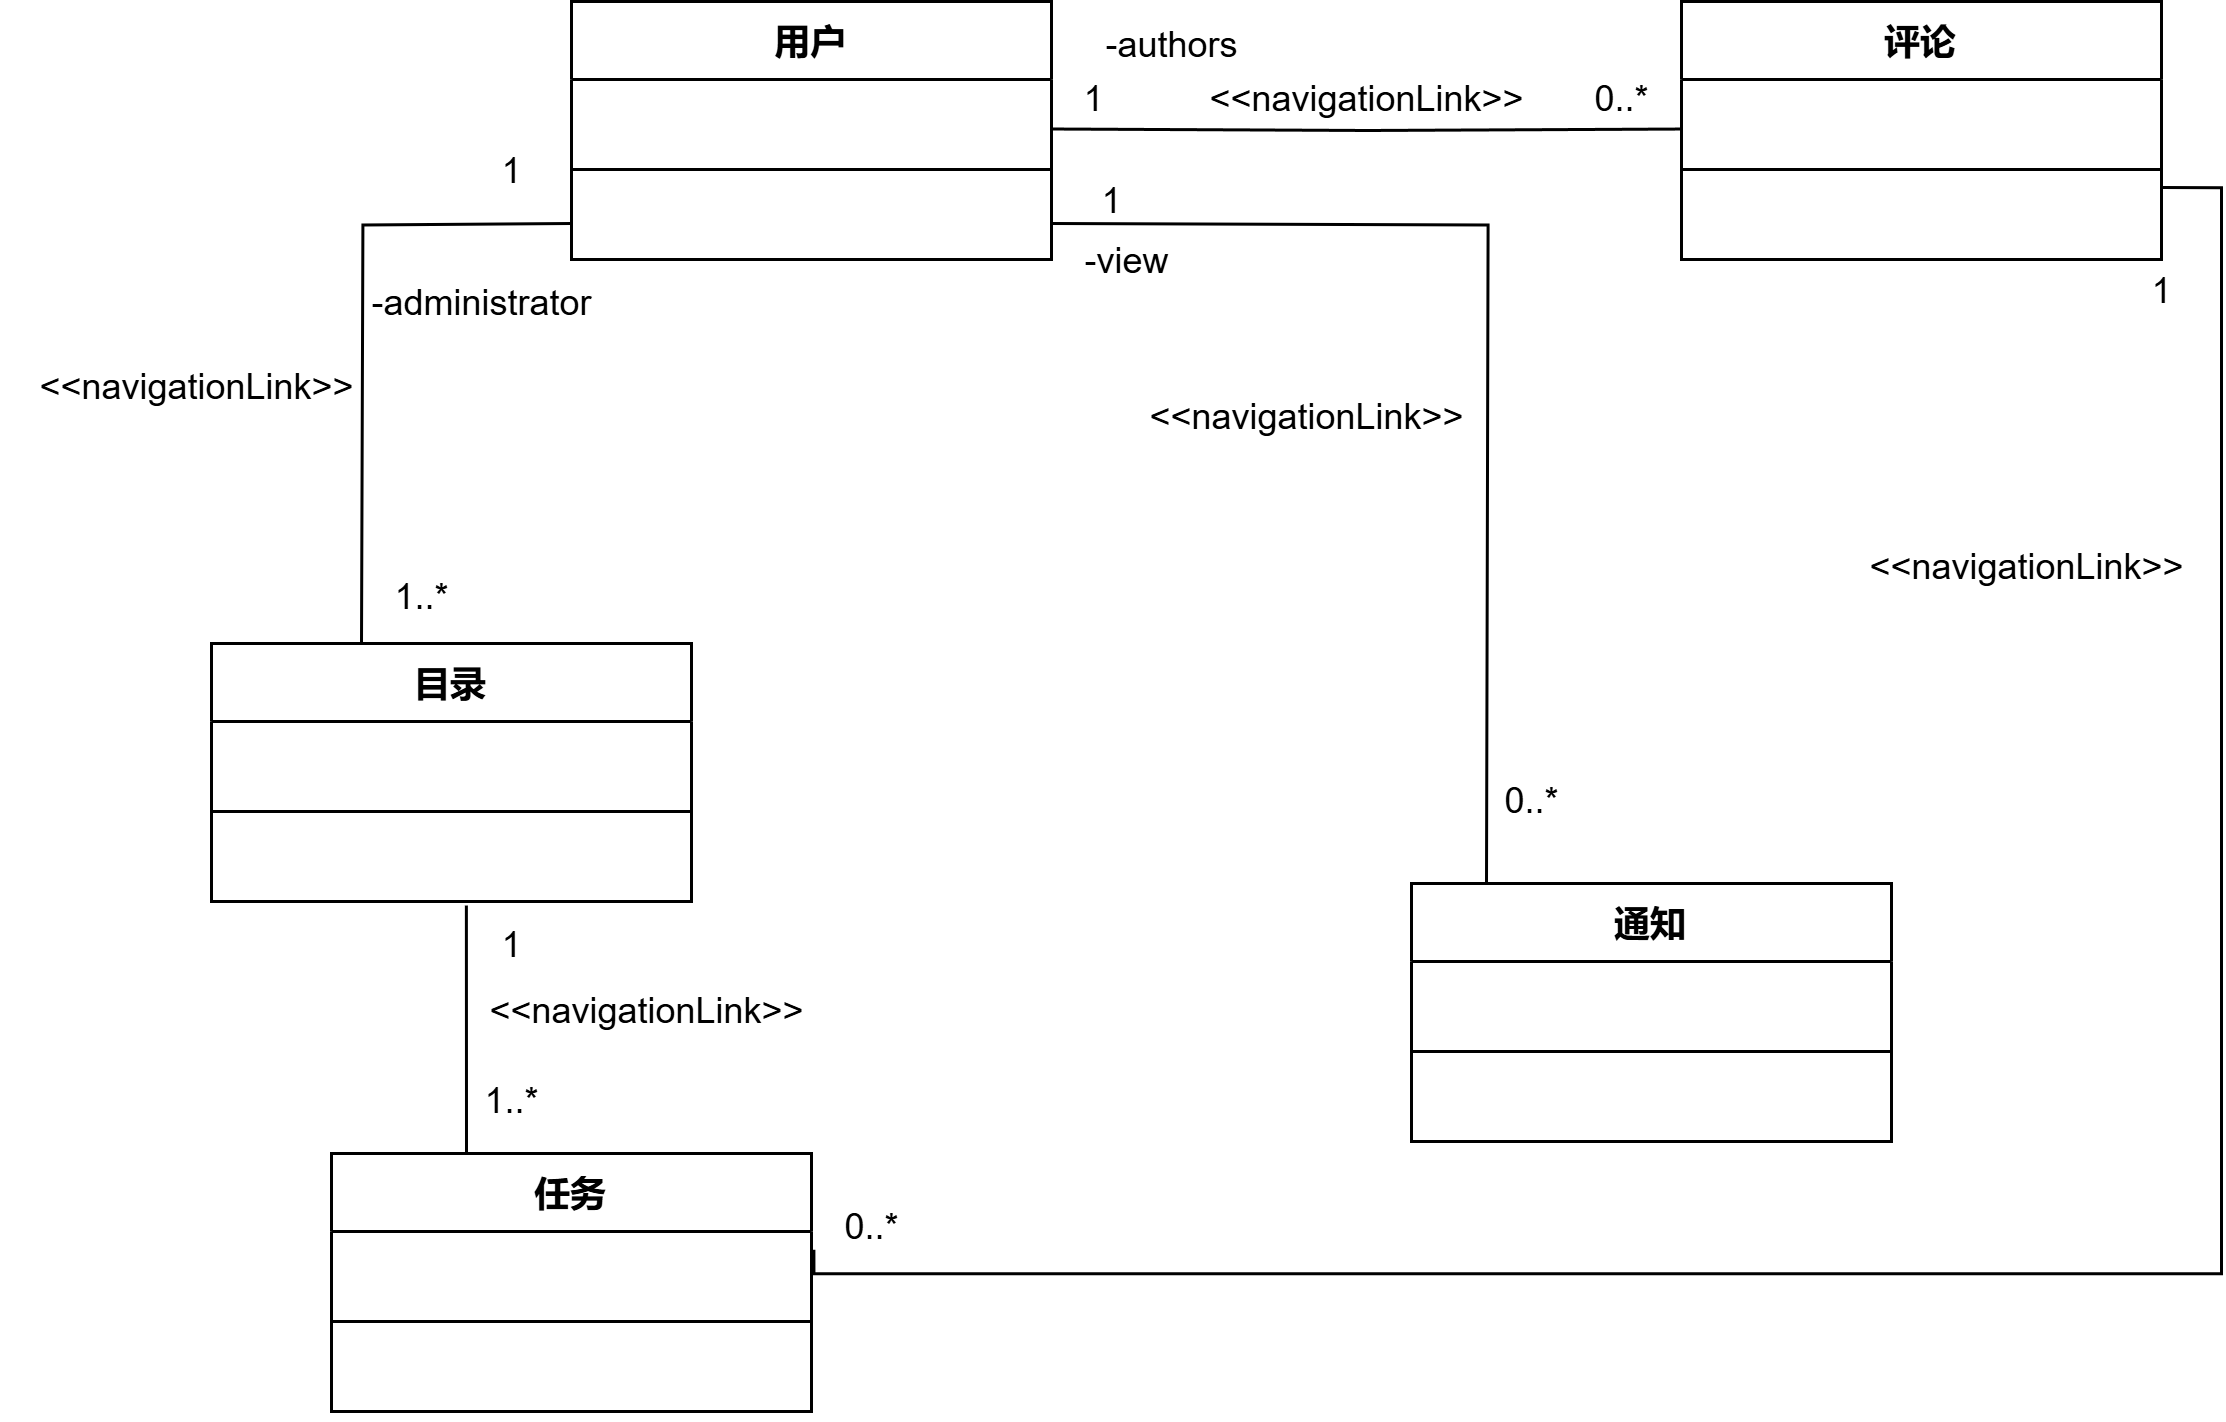 用户
评论
-authors
1
<<navigationLink>>
0..*
1
1
-view
1
-administrator
<<navigationLink>>
<<navigationLink>>
<<navigationLink>>
1..*
目录
0..*
通知
1
<<navigationLink>>
1..*
任务
0..*